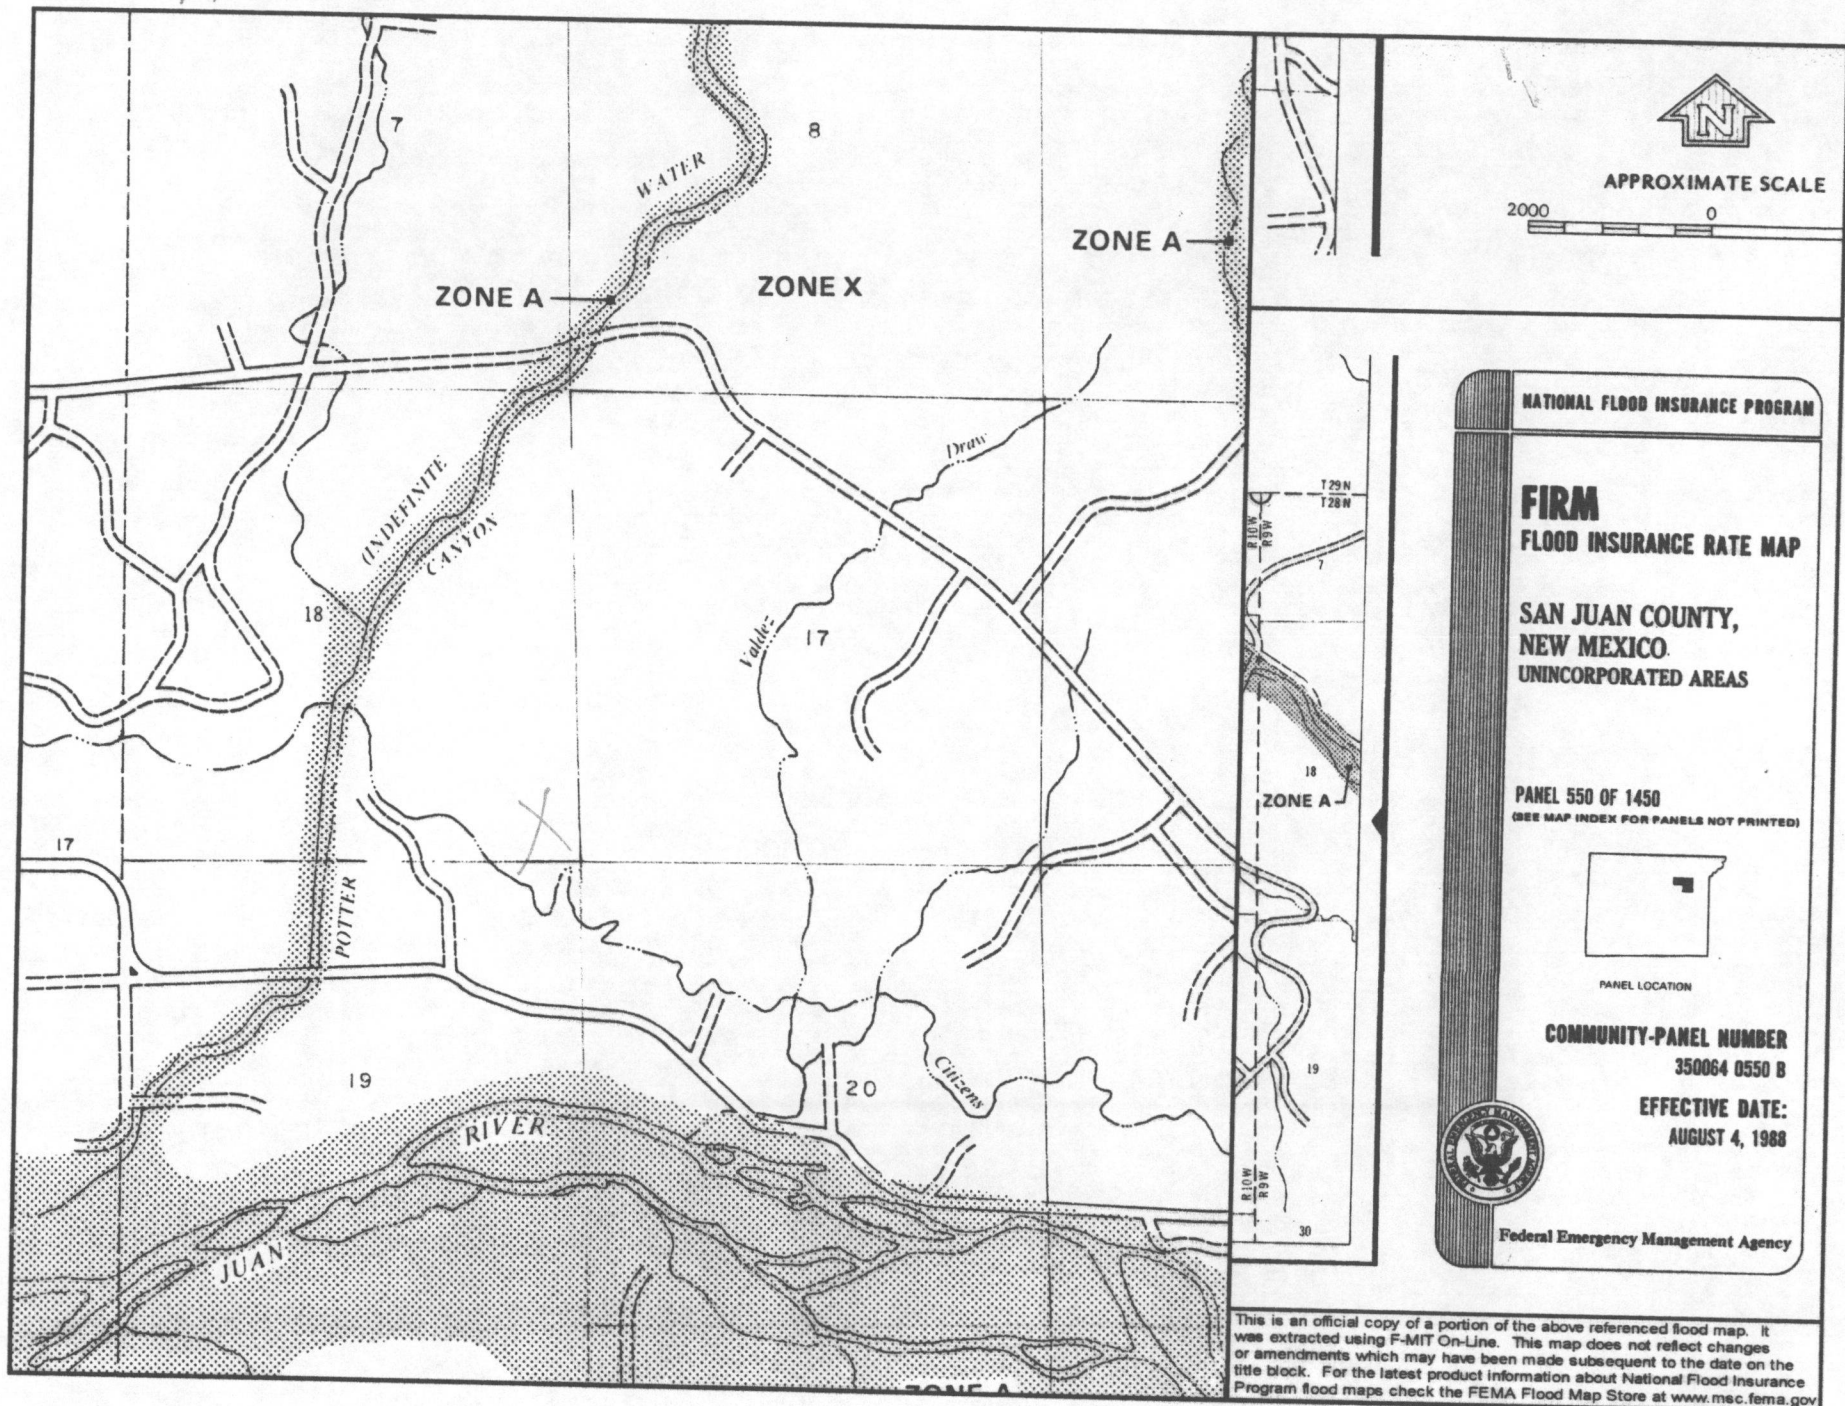 7
8
WATER
ZONE A
ZONE X
ZONE A
Draw
(INDEFINITE
CANYON
18
Valdez
17
17
POTTER
19
20
Citizens
RIVER
JUAN
ZONE A
T29N
T28N
R10W
R9W
7
18
ZONE A
19
R10W
R9W
30
N
APPROXIMATE SCALE
2000 0
NATIONAL FLOOD INSURANCE PROGRAM
FIRM
FLOOD INSURANCE RATE MAP
SAN JUAN COUNTY,
NEW MEXICO
UNINCORPORATED AREAS
PANEL 550 OF 1450
(SEE MAP INDEX FOR PANELS NOT PRINTED)
PANEL LOCATION
COMMUNITY-PANEL NUMBER
350064 0550 B
EFFECTIVE DATE:
AUGUST 4, 1988
Federal Emergency Management Agency
This is an official copy of a portion of the above referenced flood map. It
was extracted using F-MIT On-Line. This map does not reflect changes
or amendments which may have been made subsequent to the date on the
title block. For the latest product information about National Flood Insurance
Program flood maps check the FEMA Flood Map Store at www.msc.fema.gov